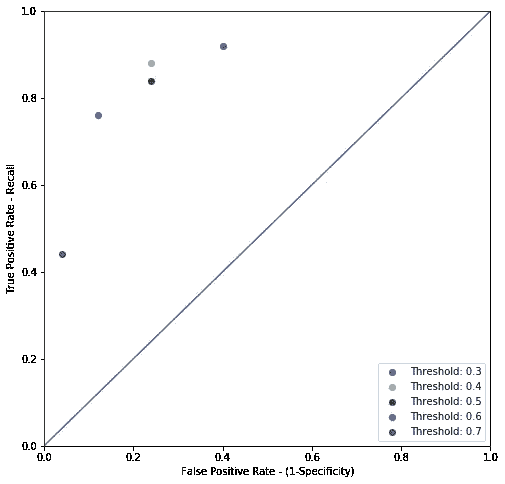 1.0
0.8
0.6
0.4
0.2
0.0
True Positive Rate - Recall
0.0 0.2 0.4 0.6 0.8 1.0
False Positive Rate - (1-Specificity)
Threshold: 0.3
Threshold: 0.4
Threshold: 0.5
Threshold: 0.6
Threshold: 0.7